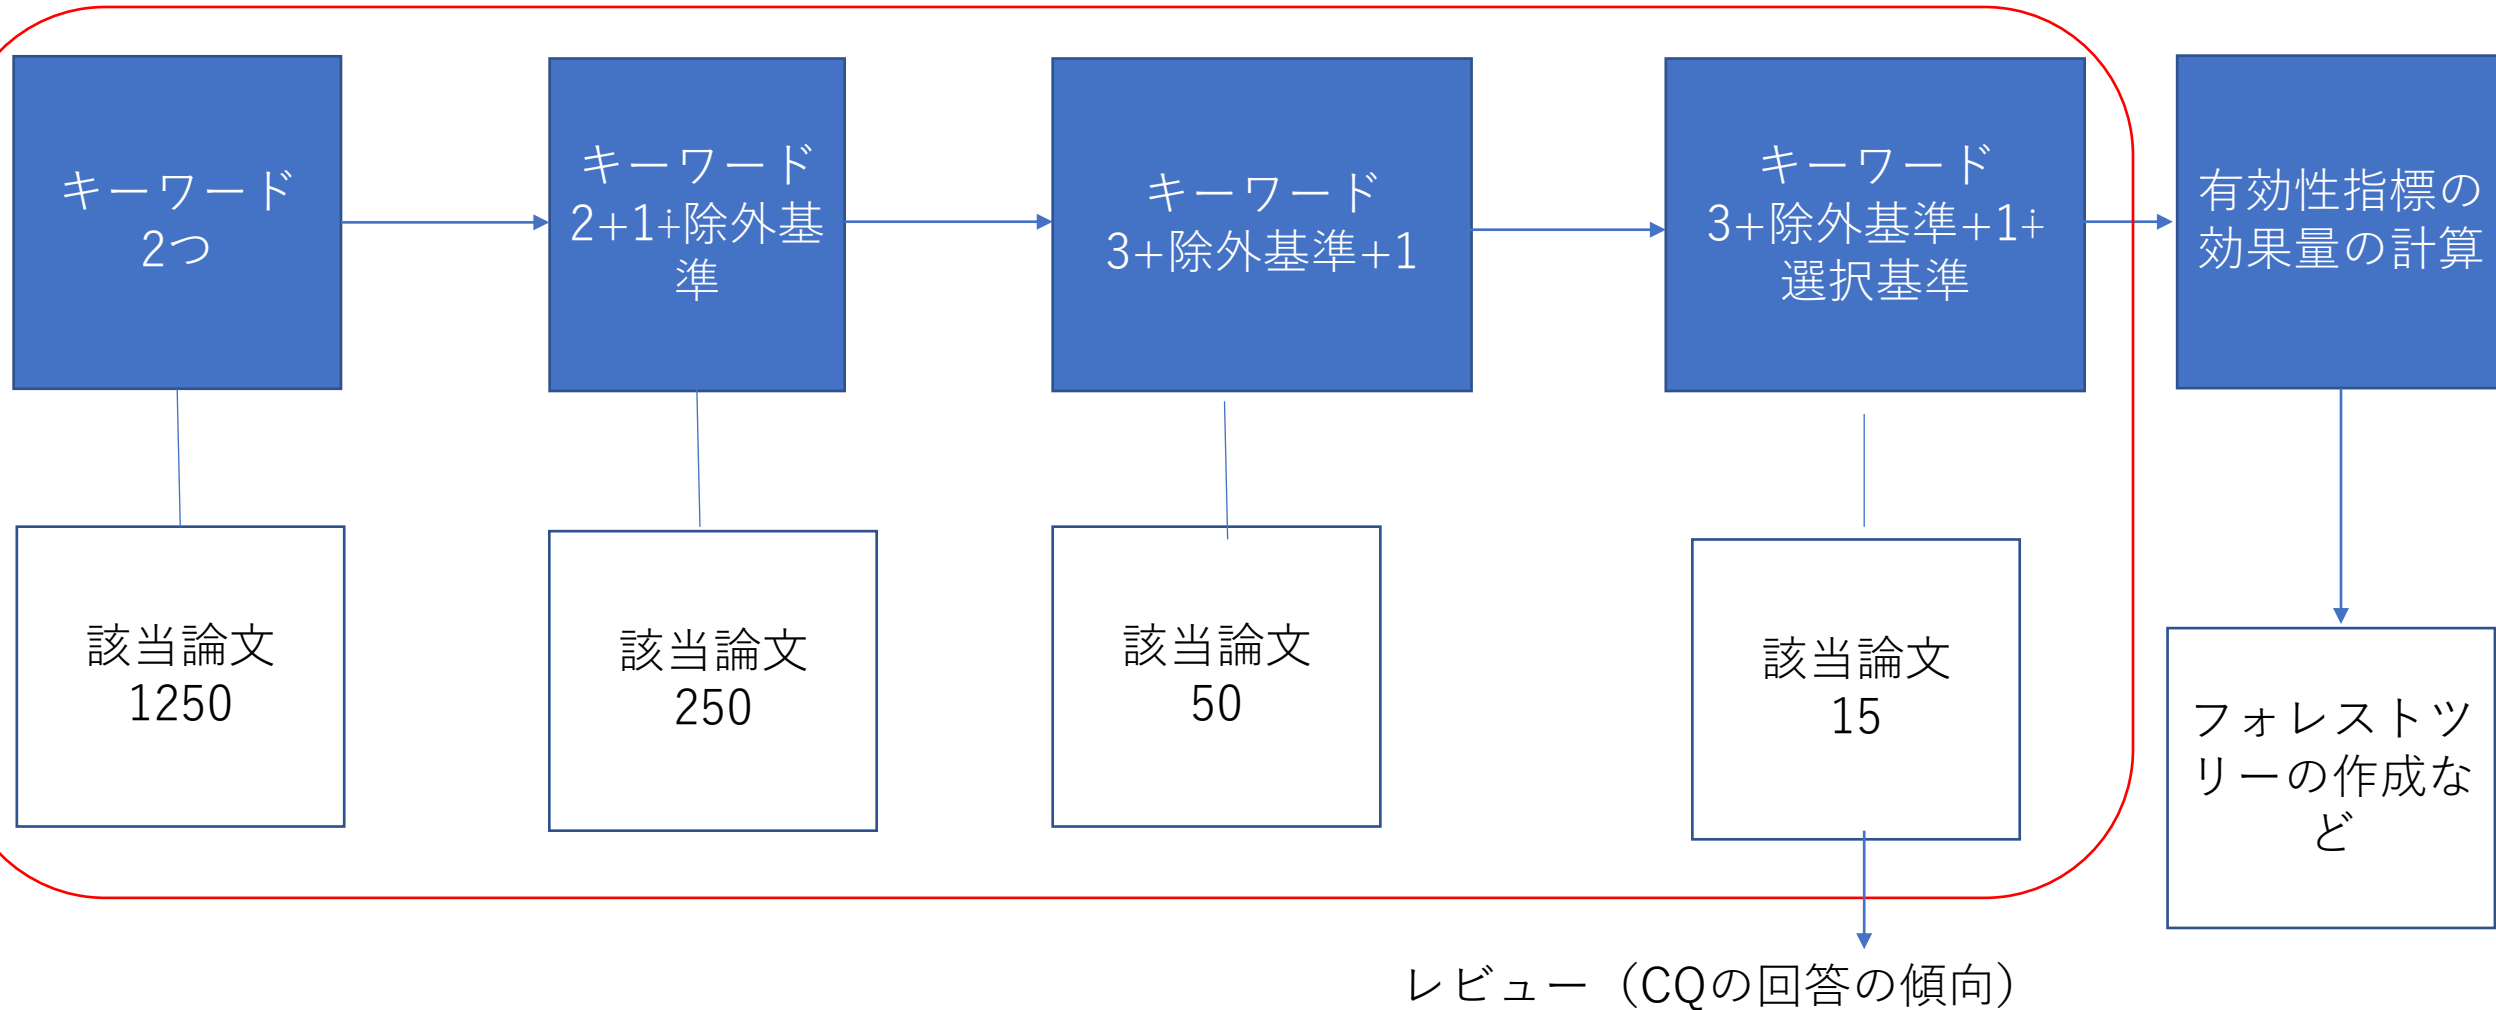 キーワード
2つ
キーワード
2+1+除外基
準
キーワード
3+除外基準+1
キーワード
3+除外基準+1+
選択基準
有効性指標の
効果量の計算
該当論文
1250
該当論文
250
該当論文
50
該当論文
15
フォレストツ
リーの作成な
ど
レビュー（CQの回答の傾向）